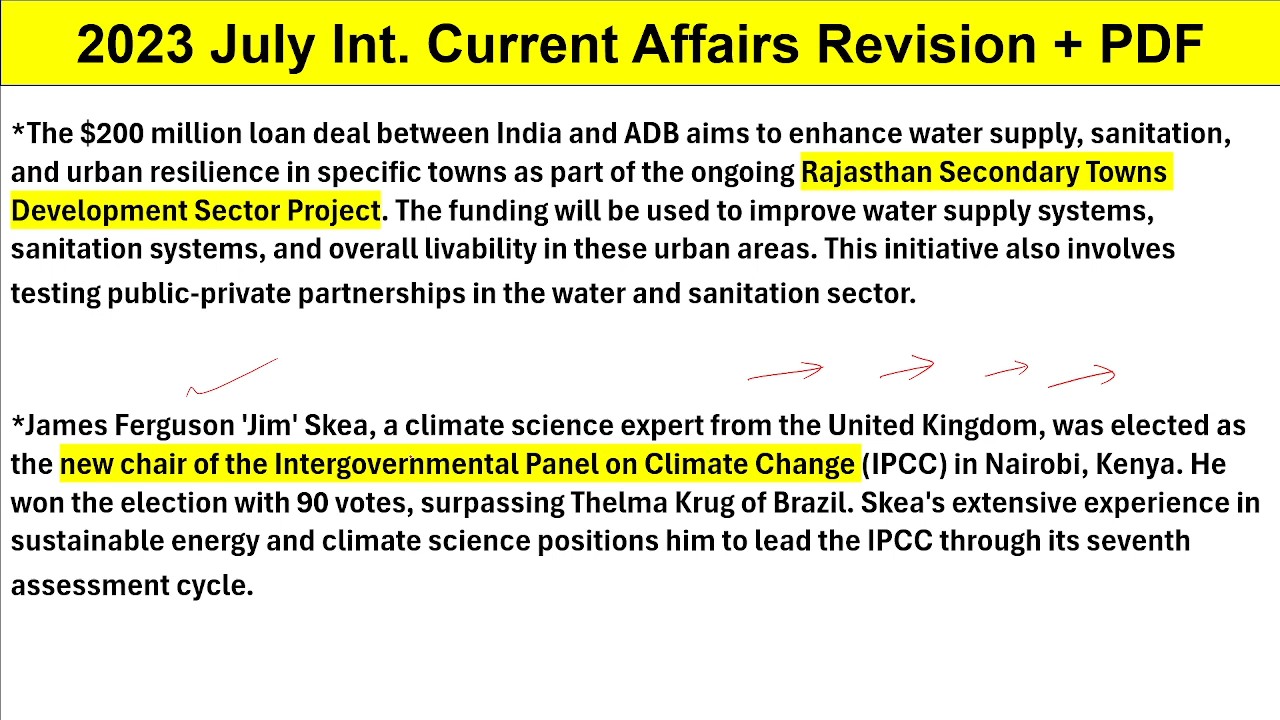 2023 July Int. Current Affairs Revision + PDF
*The $200 million loan deal between India and ADB aims to enhance water supply, sanitation,
and urban resilience in specific towns as part of the ongoing Rajasthan Secondary Towns
Development Sector Project. The funding will be used to improve water supply systems,
sanitation systems, and overall livability in these urban areas. This initiative also involves
testing public-private partnerships in the water and sanitation sector.
*James Ferguson 'Jim' Skea, a climate science expert from the United Kingdom, was elected as
the new chair of the Intergovernmental Panel on Climate Change (IPCC) in Nairobi, Kenya. He
won the election with 90 votes, surpassing Thelma Krug of Brazil. Skea's extensive experience in
sustainable energy and climate science positions him to lead the IPCC through its seventh
assessment cycle.